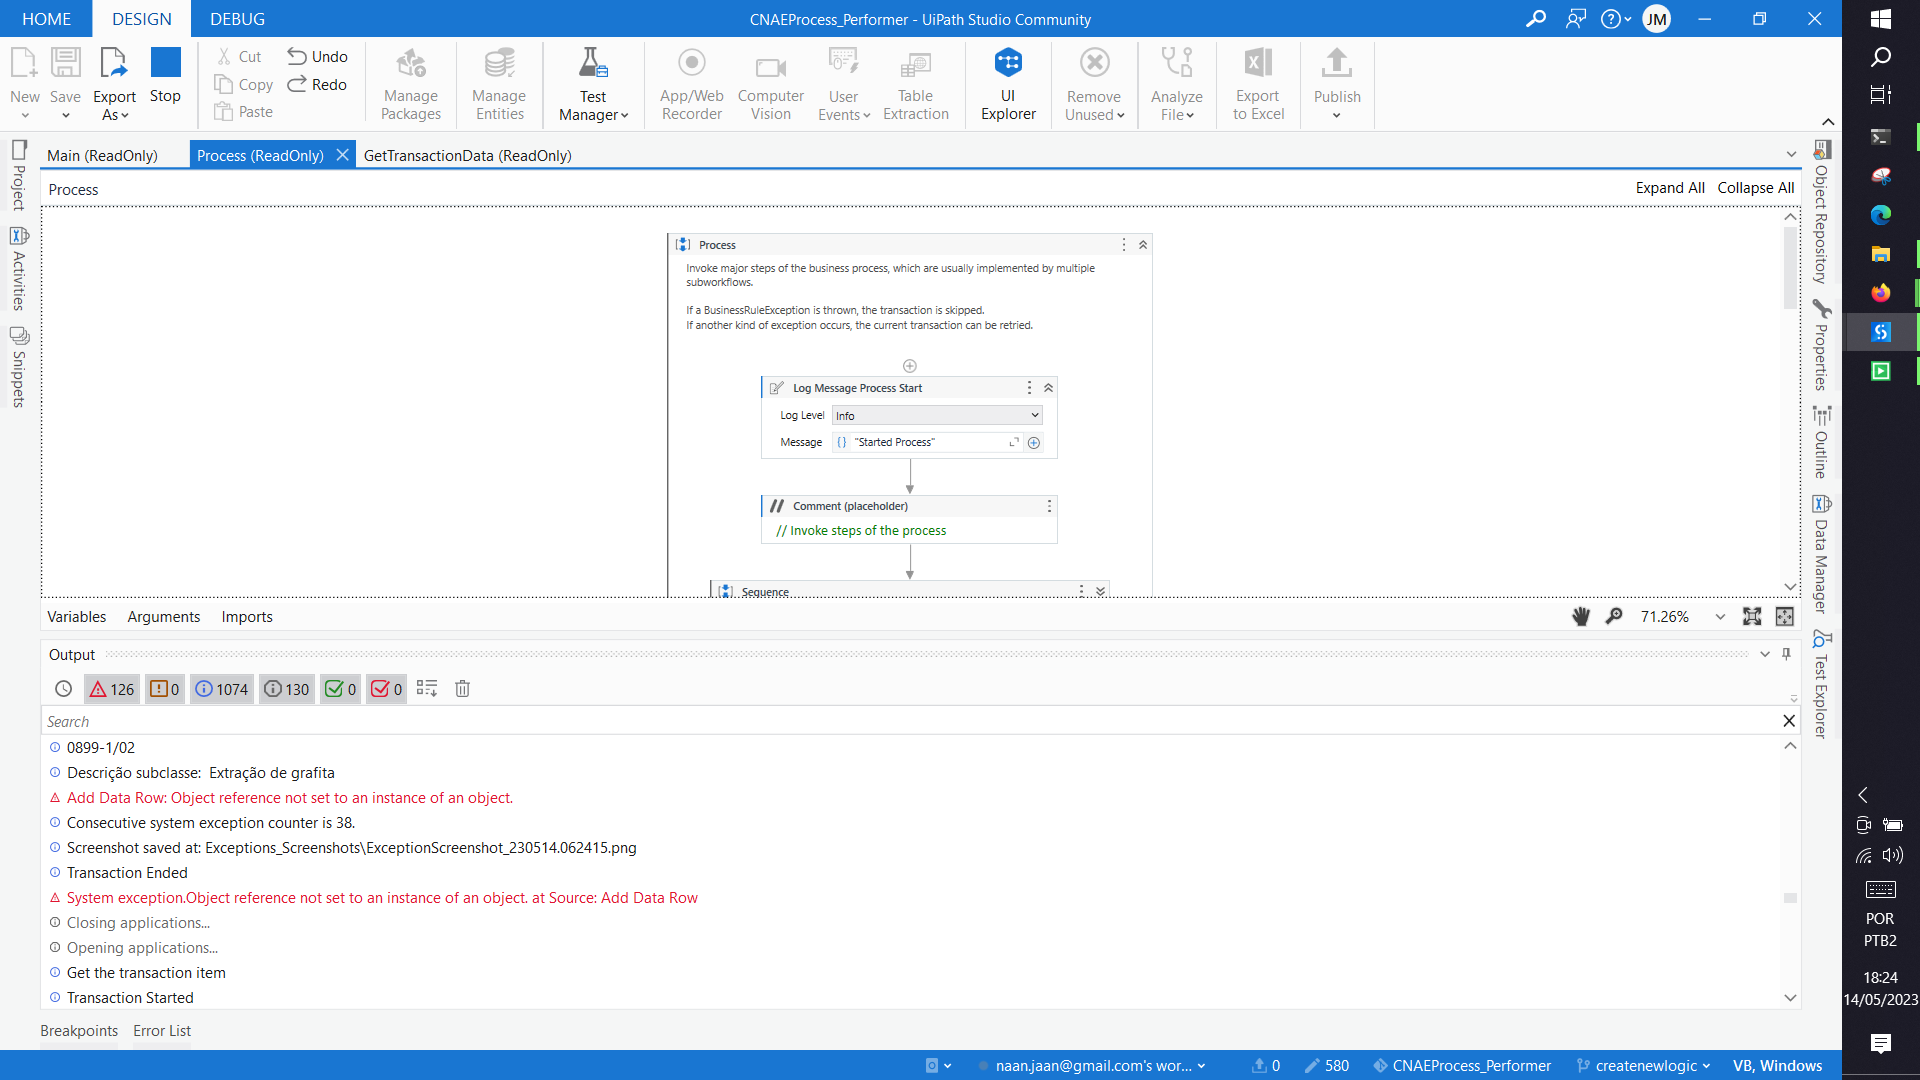 HOME DESIGN DEBUG
CNAEProcess_Performer - UiPath Studio Community
JM
New
Save
Export As
Stop
Cut
Copy
Paste
Undo
Redo
Manage Packages
Manage Entities
Test Manager
App/Web Recorder
Computer Vision
User Events
Table Extraction
UI Explorer
Remove Unused
Analyze File
Export to Excel
Publish
Main (ReadOnly)
Process (ReadOnly)
GetTransactionData (ReadOnly)
Process
Expand All Collapse All
Project
Activities
Snippets
Process
Invoke major steps of the business process, which are usually implemented by multiple
subworkflows.
If a BusinessRuleException is thrown, the transaction is skipped.
If another kind of exception occurs, the current transaction can be retried.
Log Message Process Start
Log Level Info
Message "Started Process"
Comment (placeholder)
// Invoke steps of the process
Sequence
Object Repository
Properties
Outline
Data Manager
Test Explorer
Variables Arguments Imports
71.26%
Output
126 0 1074 130 0 0
Search
0899-1/02
Descrição subclasse:  Extração de grafita
Add Data Row: Object reference not set to an instance of an object.
Consecutive system exception counter is 38.
Screenshot saved at: Exceptions_Screenshots\ExceptionScreenshot_230514.062415.png
Transaction Ended
System exception.Object reference not set to an instance of an object. at Source: Add Data Row
Closing applications...
Opening applications...
Get the transaction item
Transaction Started
Breakpoints Error List
naan.jaan@gmail.com's wor...
0
580
CNAEProcess_Performer
createnewlogic
VB, Windows
POR
PTB2
18:24
14/05/2023